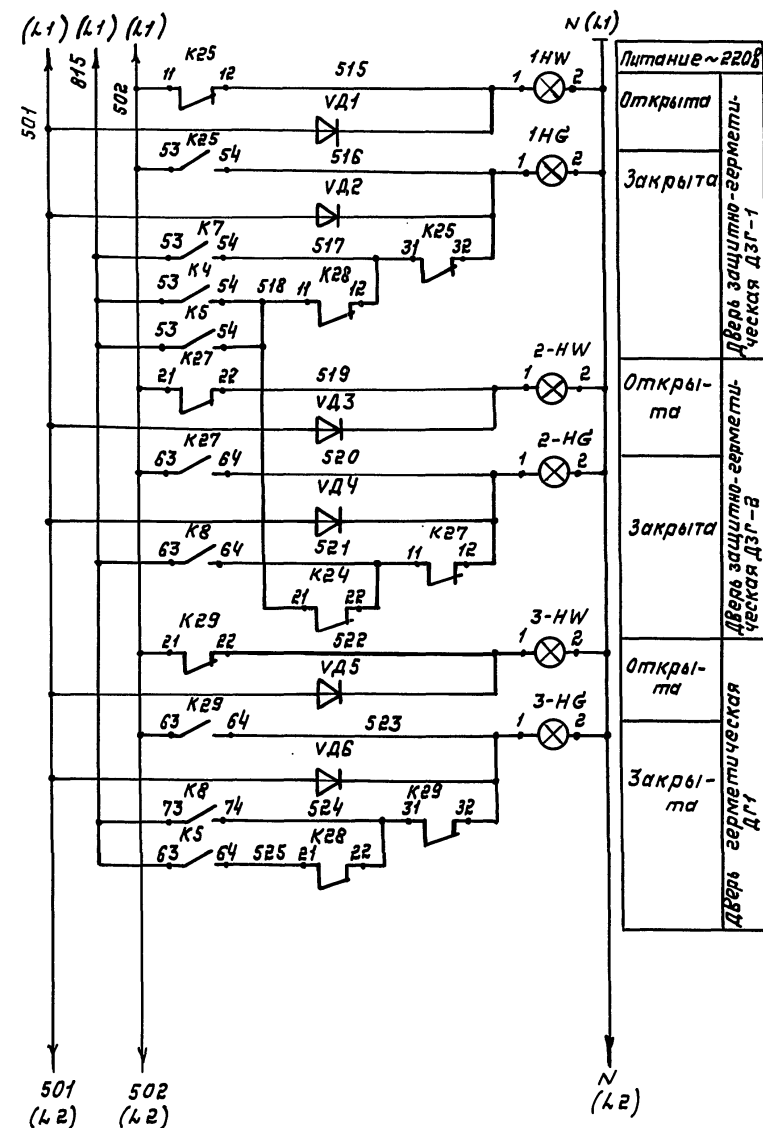 (L1) (L1) (L1) N (L1)
501 815 502
Питание ~ 220в
K25
11 12 515 1HW 1 2
Открыта
VД1
K25
53 54 516 1HG 1 2
Закрыта
VД2
K7
53 54 517 K25 31 32
K4
53 54 518 K28 11 12
K5
53 54
Дверь защитно-гермети-
ческая ДЗГ-1
K27
21 22 519 2-HW 1 2
Откры-
та
VД3
K27
63 64 520 2-HG 1 2
Закрыта
VД4
K8
63 64 521 K27 11 12
K24
21 22
Дверь защитно-гермети-
ческая ДЗГ-2
K29
21 22 522 3-HW 1 2
Откры-
та
VД5
K29
63 64 523 3-HG 1 2
Закры-
та
VД6
K8
73 74 524 K29 31 32
K5
63 64 525 K28 21 22
Дверь герметическая
ДГ1
501 502 N
(L2) (L2) (L2)